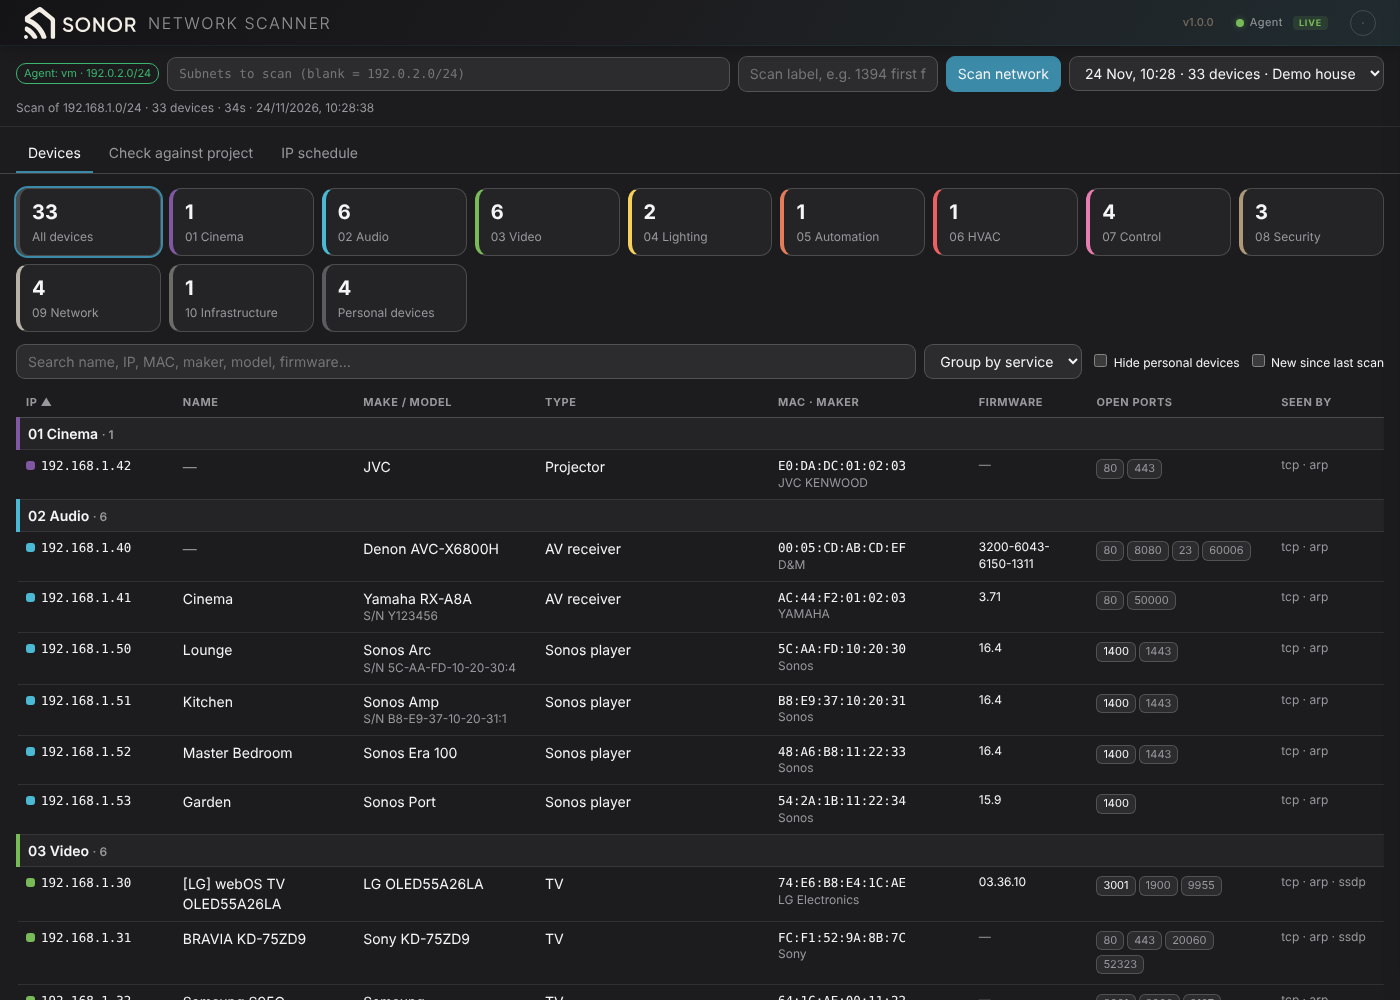 SONOR NETWORK SCANNER
v1.0.0
Agent LIVE
Agent: vm · 192.0.2.0/24
Subnets to scan (blank = 192.0.2.0/24)
Scan label, e.g. 1394 first f
Scan network
24 Nov, 10:28 · 33 devices · Demo house
Scan of 192.168.1.0/24 · 33 devices · 34s · 24/11/2026, 10:28:38
Devices
Check against project
IP schedule
33
All devices
1
01 Cinema
6
02 Audio
6
03 Video
2
04 Lighting
1
05 Automation
1
06 HVAC
4
07 Control
3
08 Security
4
09 Network
1
10 Infrastructure
4
Personal devices
Search name, IP, MAC, maker, model, firmware...
Group by service
Hide personal devices
New since last scan
IP ▲ NAME MAKE / MODEL TYPE MAC · MAKER FIRMWARE OPEN PORTS SEEN BY
01 Cinema · 1
192.168.1.42 — JVC Projector E0:DA:DC:01:02:03 — 80 443 tcp · arp
JVC KENWOOD
02 Audio · 6
192.168.1.40 — Denon AVC-X6800H AV receiver 00:05:CD:AB:CD:EF 3200-6043- 80 8080 23 60006 tcp · arp
D&M 6150-1311
192.168.1.41 Cinema Yamaha RX-A8A AV receiver AC:44:F2:01:02:03 3.71 80 50000 tcp · arp
S/N Y123456 YAMAHA
192.168.1.50 Lounge Sonos Arc Sonos player 5C:AA:FD:10:20:30 16.4 1400 1443 tcp · arp
S/N 5C-AA-FD-10-20-30:4 Sonos
192.168.1.51 Kitchen Sonos Amp Sonos player B8:E9:37:10:20:31 16.4 1400 1443 tcp · arp
S/N B8-E9-37-10-20-31:1 Sonos
192.168.1.52 Master Bedroom Sonos Era 100 Sonos player 48:A6:B8:11:22:33 16.4 1400 1443 tcp · arp
Sonos
192.168.1.53 Garden Sonos Port Sonos player 54:2A:1B:11:22:34 15.9 1400 tcp · arp
Sonos
03 Video · 6
192.168.1.30 [LG] webOS TV LG OLED55A26LA TV 74:E6:B8:E4:1C:AE 03.36.10 3001 1900 9955 tcp · arp · ssdp
OLED55A26LA LG Electronics
192.168.1.31 BRAVIA KD-75ZD9 Sony KD-75ZD9 TV FC:F1:52:9A:8B:7C — 80 443 20060 tcp · arp · ssdp
Sony 52323